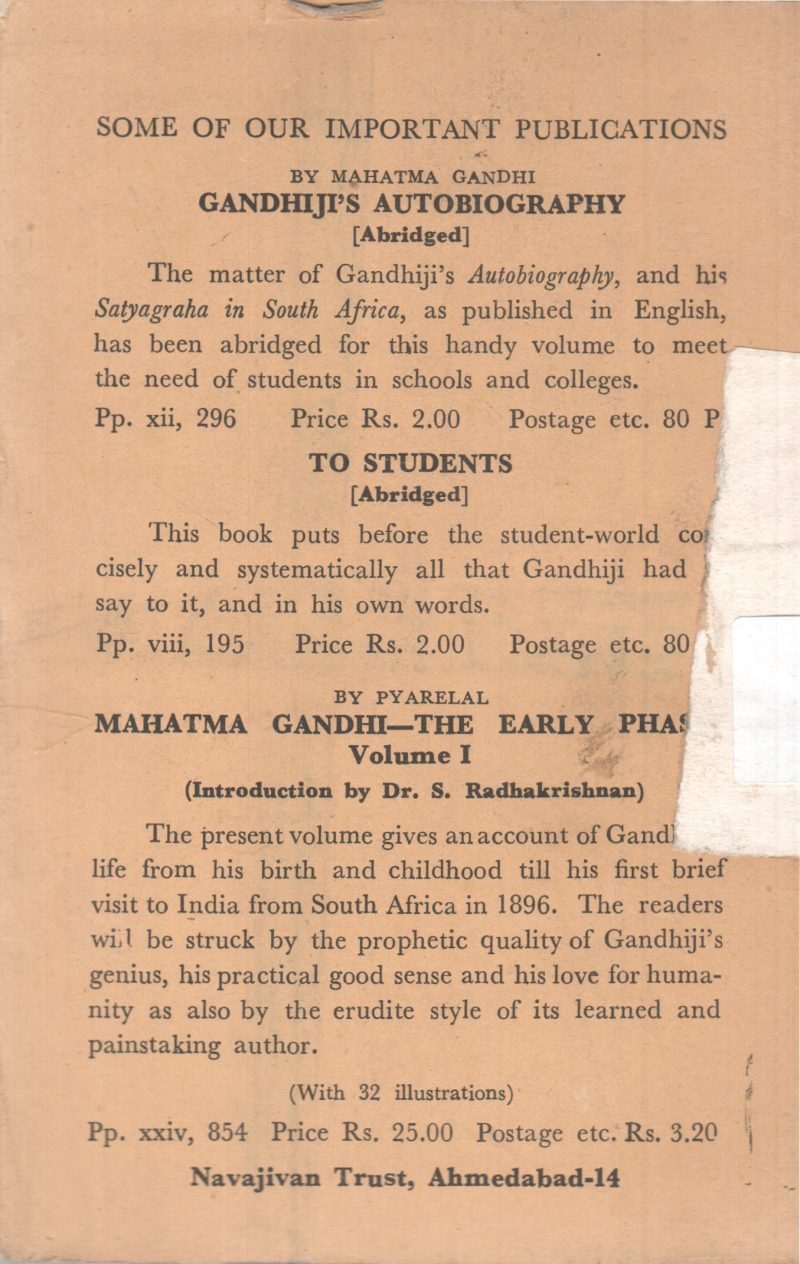 SOME OF OUR IMPORTANT PUBLICATIONS
BY MAHATMA GANDHI
GANDHIJI'S AUTOBIOGRAPHY
[Abridged]
The matter of Gandhiji's Autobiography, and his
Satyagraha in South Africa, as published in English,
has been abridged for this handy volume to meet
the need of students in schools and colleges.
Pp. xii, 296 Price Rs. 2.00 Postage etc. 80 P
TO STUDENTS
[Abridged]
This book puts before the student-world
cisely and systematically all that Gandhiji had
say to it, and in his own words.
Pp. viii, 195 Price Rs. 2.00 Postage etc. 80
BY PYARELAL
MAHATMA GANDHI—THE EARLY
Volume I
(Introduction by Dr. S. Radhakrishnan)
The present volume gives an account of
life from his birth and childhood till his first brief
visit to India from South Africa in 1896. The readers
will be struck by the prophetic quality of Gandhiji's
genius, his practical good sense and his love for huma-
nity as also by the erudite style of its learned and
painstaking author.
(With 32 illustrations)
Pp. xxiv, 854 Price Rs. 25.00 Postage etc. Rs. 3.20
Navajivan Trust, Ahmedabad-14